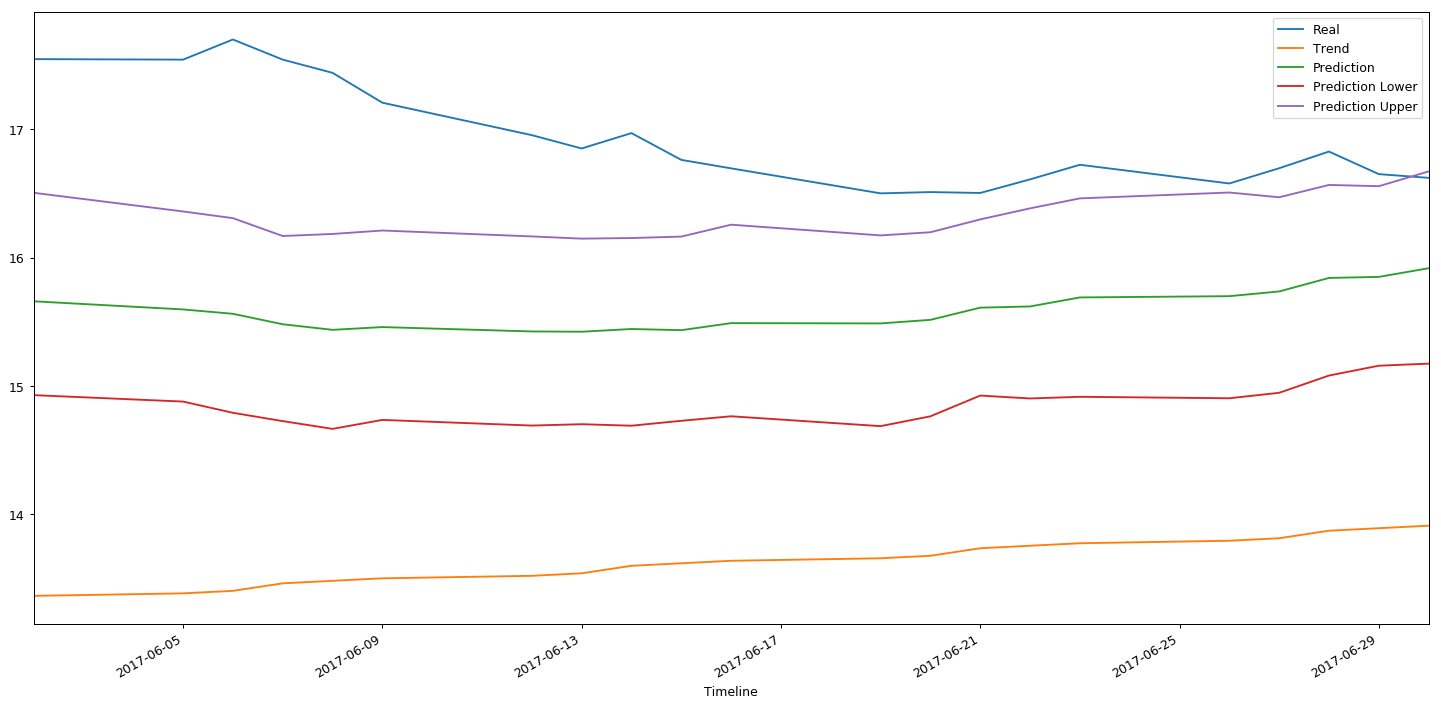 Real
Trend
Prediction
Prediction Lower
Prediction Upper
17
16
15
14
2017-06-05
2017-06-09
2017-06-13
2017-06-17
2017-06-21
2017-06-25
2017-06-29
Timeline